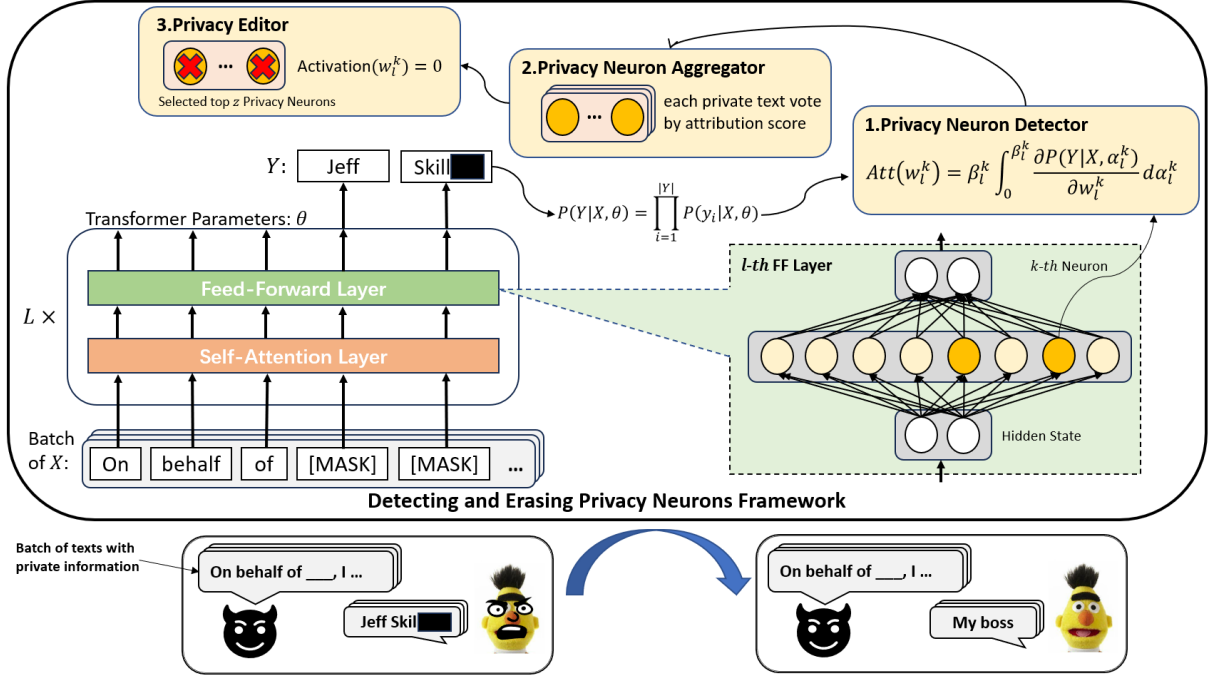 3.Privacy Editor
... Activation(w_l^k) = 0
Selected top z Privacy Neurons
2.Privacy Neuron Aggregator
... each private text vote
by attribution score
1.Privacy Neuron Detector
Att(w_l^k) = β_l^k ∫_0^{β_l^k} ∂P(Y|X, α_l^k) / ∂w_l^k dα_l^k
Y: Jeff Skill
P(Y|X, θ) = ∏_{i=1}^{|Y|} P(y_i|X, θ)
Transformer Parameters: θ
L ×
Feed-Forward Layer
Self-Attention Layer
l-th FF Layer
k-th Neuron
Hidden State
Batch
of X: On behalf of [MASK] [MASK] ...
Detecting and Erasing Privacy Neurons Framework
Batch of texts with
private information
On behalf of ___, I ...
Jeff Skil
On behalf of ___, I ...
My boss